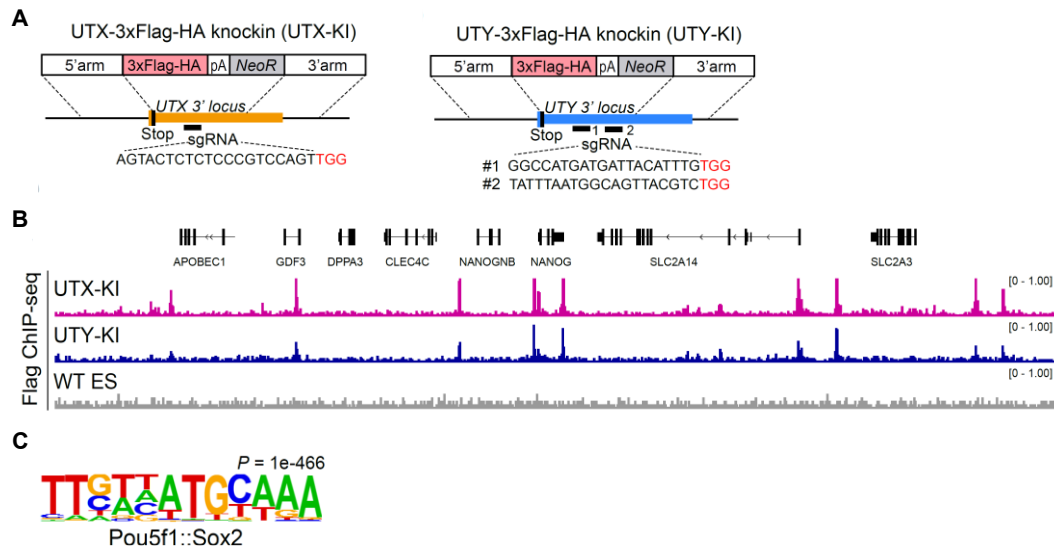 A
UTX-3xFlag-HA knockin (UTX-KI)
5'arm 3xFlag-HA pA NeoR 3'arm
UTX 3' locus
Stop
sgRNA
AGTACTCTCTCCCGTCCAGTTGG
UTY-3xFlag-HA knockin (UTY-KI)
5'arm 3xFlag-HA pA NeoR 3'arm
UTY 3' locus
Stop 1 2
sgRNA
#1 GGCCATGATGATTACATTTGTGG
#2 TATTTAATGGCAGTTACGTCTGG
B
APOBEC1 GDF3 DPPA3 CLEC4C NANOGNB NANOG SLC2A14 SLC2A3
Flag ChIP-seq
UTX-KI [0 - 1.00]
UTY-KI [0 - 1.00]
WT ES [0 - 1.00]
C
P = 1e-466
TTGTTATGCAAA
Pou5f1::Sox2